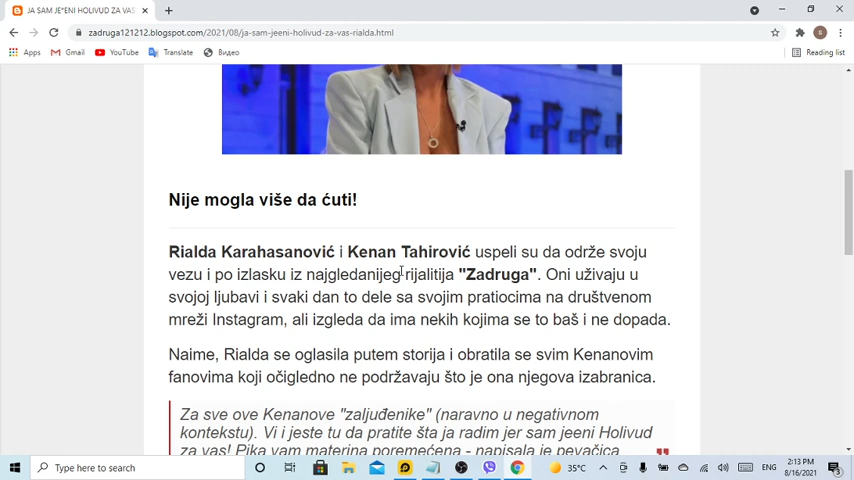 JA SAM JE*ENI HOLIVUD ZA VAS
zadruga121212.blogspot.com/2021/08/ja-sam-jeeni-holivud-za-vas-rialda.html
S
Apps Gmail YouTube Translate Видео Reading list
Nije mogla više da ćuti!
Rialda Karahasanović i Kenan Tahirović uspeli su da održe svoju
vezu i po izlasku iz najgledanijeg rijalitija "Zadruga". Oni uživaju u
svojoj ljubavi i svaki dan to dele sa svojim pratiocima na društvenom
mreži Instagram, ali izgleda da ima nekih kojima se to baš i ne dopada.
Naime, Rialda se oglasila putem storija i obratila se svim Kenanovim
fanovima koji očigledno ne podržavaju što je ona njegova izabranica.
Za sve ove Kenanove "zaljuđenike" (naravno u negativnom
kontekstu). Vi i jeste tu da pratite šta ja radim jer sam jeeni Holivud
za vas! Pika vam materina poremećena - napisala je pevačica
Type here to search
35°C ENG 2:13 PM
8/16/2021
3